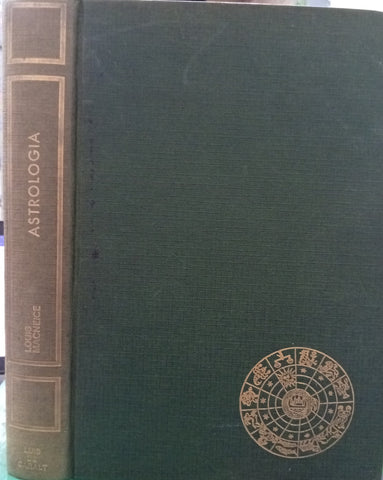 ASTROLOGIA
LOUIS
MACNEICE
LUIS
DE
CARALT